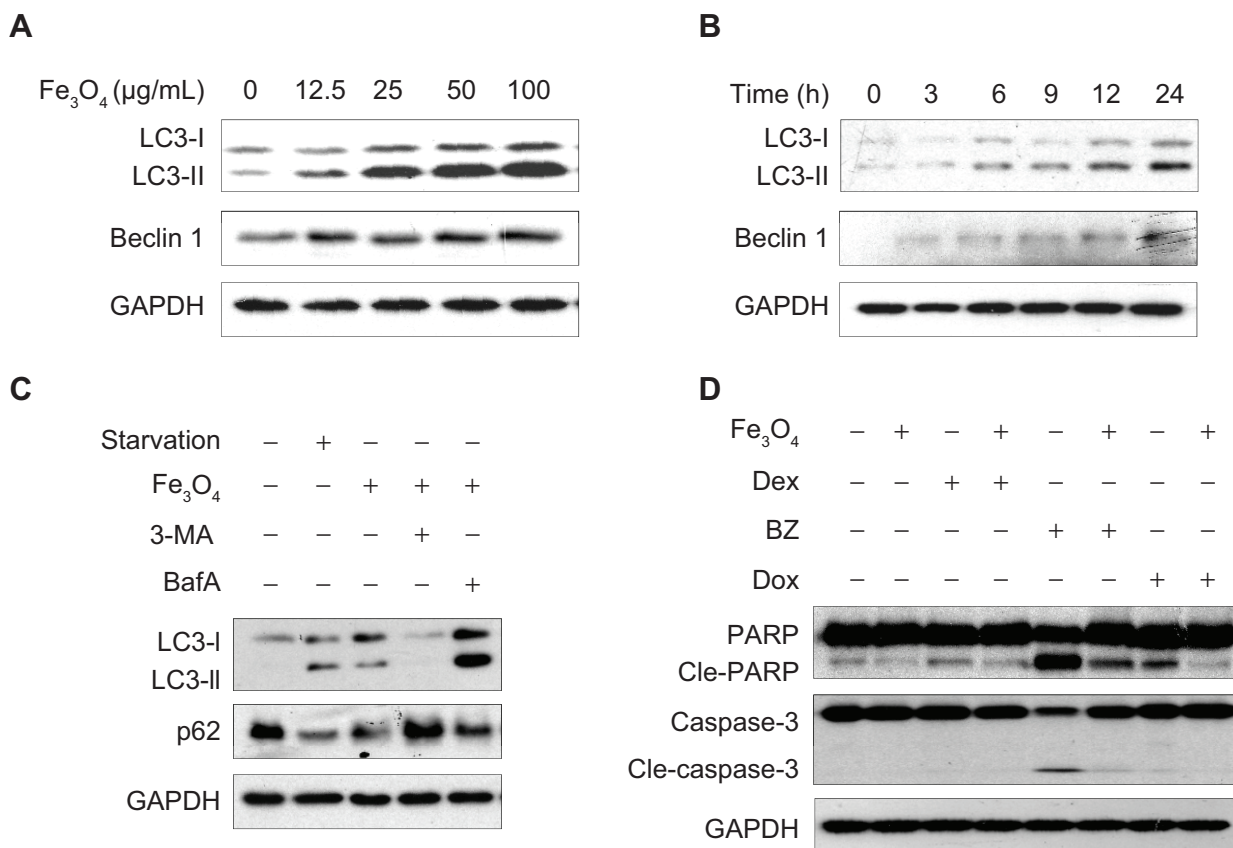 A
Fe₃O₄ (µg/mL) 0 12.5 25 50 100
LC3-I
LC3-II
Beclin 1
GAPDH
B
Time (h) 0 3 6 9 12 24
LC3-I
LC3-II
Beclin 1
GAPDH
C
Starvation – + – – –
Fe₃O₄ – – + + +
3-MA – – – + –
BafA – – – – +
LC3-I
LC3-II
p62
GAPDH
D
Fe₃O₄ – + – + – + – +
Dex – – + + – – – –
BZ – – – – + + – –
Dox – – – – – – + +
PARP
Cle-PARP
Caspase-3
Cle-caspase-3
GAPDH